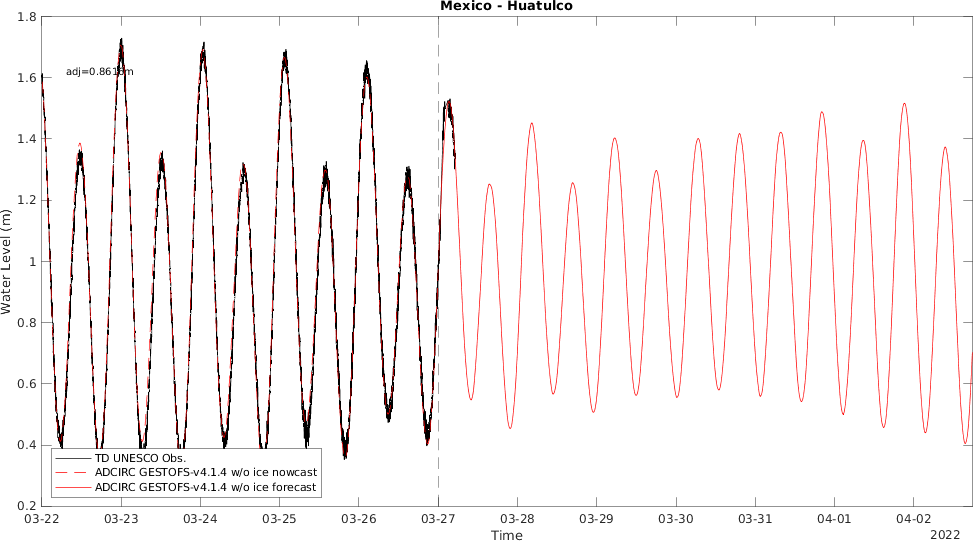 Mexico - Huatulco
1.8
1.6
1.4
1.2
1
0.8
0.6
0.4
0.2
Water Level (m)
TD UNESCO Obs.
ADCIRC GESTOFS-v4.1.4 w/o ice nowcast
ADCIRC GESTOFS-v4.1.4 w/o ice forecast
03-22 03-23 03-24 03-25 03-26 03-27 03-28 03-29 03-30 03-31 04-01 04-02
Time
2022